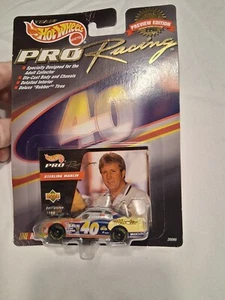 Hot Wheels
PREVIEW EDITION
PRO Racing
Specially Designed for the
Adult Collector
Die-Cast Body and Chassis
Detailed Interior
Deluxe "Rubber" Tires
40
PRO
STERLING MARLIN
40